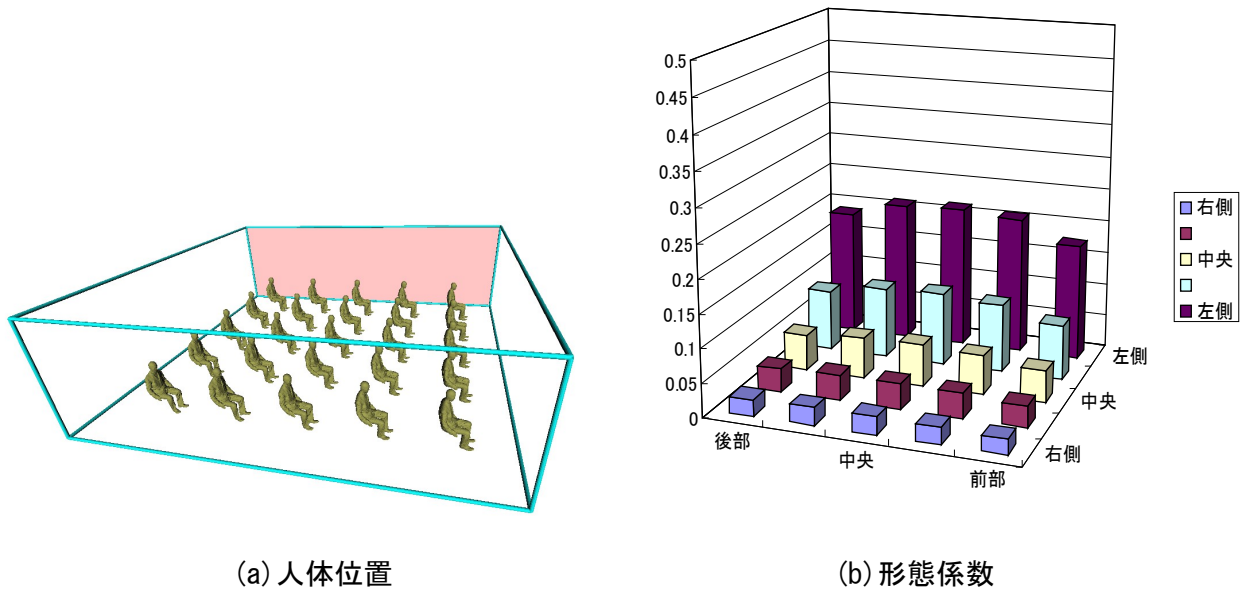 0.5
0.45
0.4
0.35
0.3
0.25
0.2
0.15
0.1
0.05
0
後部
中央
前部
右側
中央
左側
右側
中央
左側
(a) 人体位置
(b) 形態係数